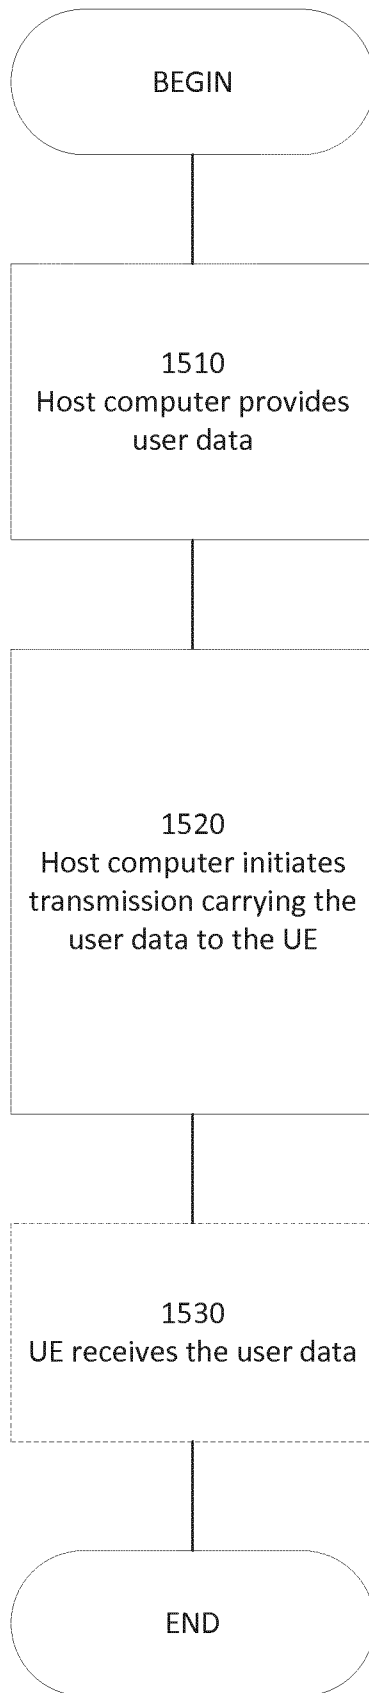 BEGIN
1510
Host computer provides
user data
1520
Host computer initiates
transmission carrying the
user data to the UE
1530
UE receives the user data
END